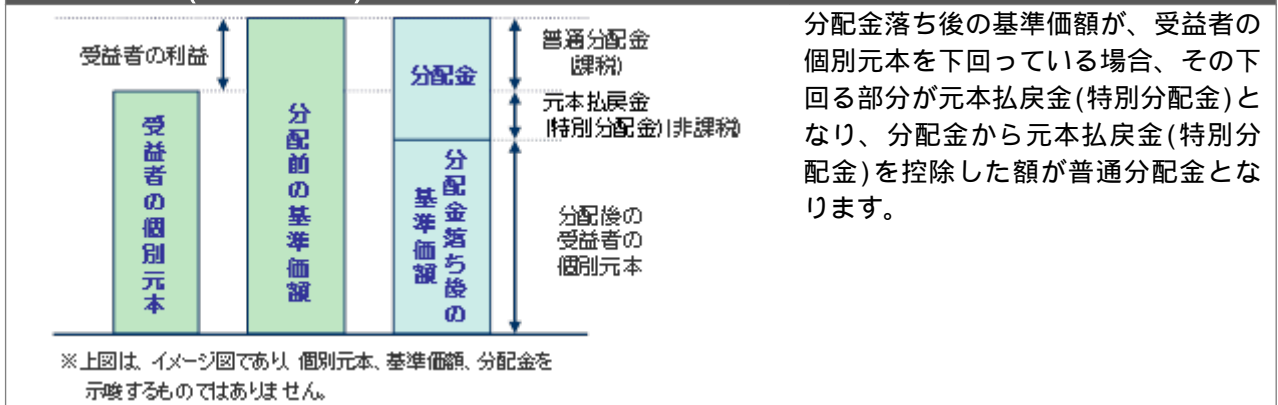 受益者の利益
受益者の個別元本
分配前の基準価額
分配金
分配金落ち後の
基準価額
普通分配金
(課税)
元本払戻金
(特別分配金)(非課税)
分配後の
受益者の
個別元本
※上図は、イメージ図であり、個別元本、基準価額、分配金を
示唆するものではありません。
分配金落ち後の基準価額が、受益者の
個別元本を下回っている場合、その下
回る部分が元本払戻金(特別分配金)と
なり、分配金から元本払戻金(特別分
配金)を控除した額が普通分配金とな
ります。